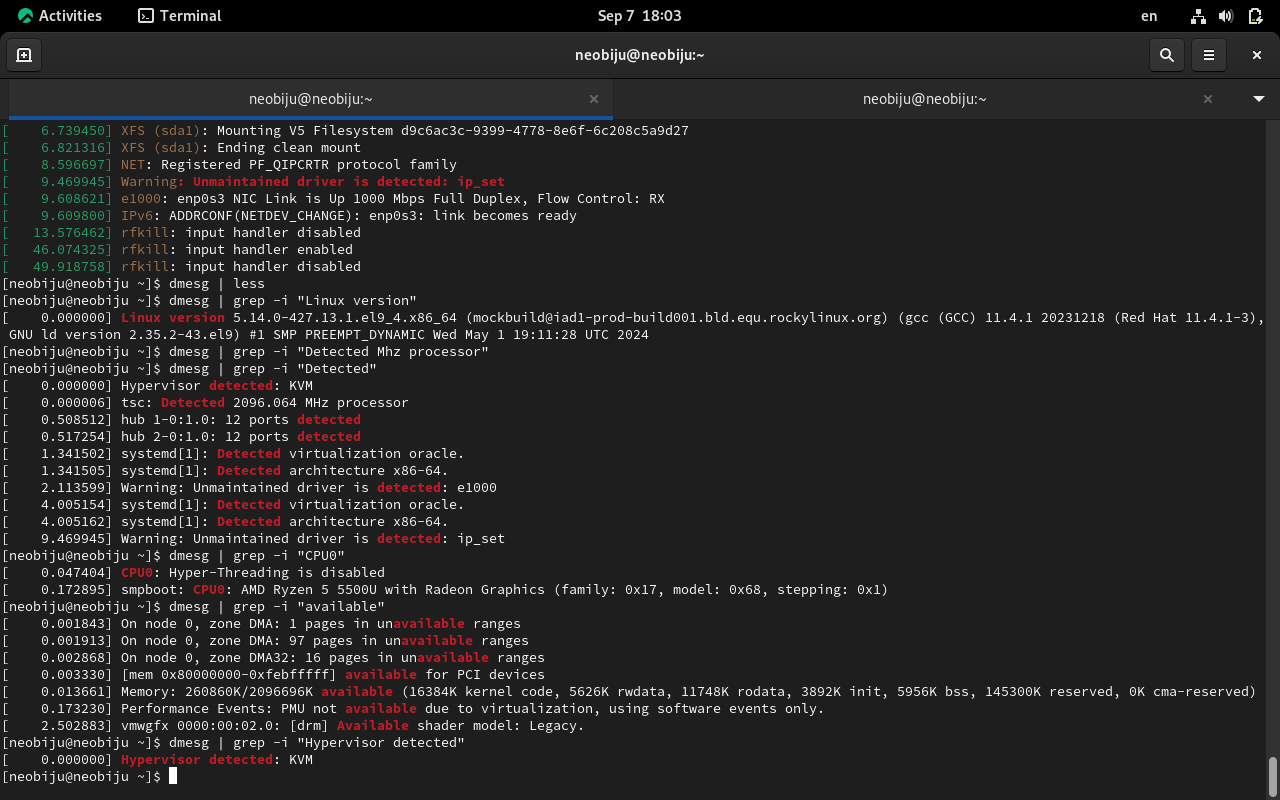 Activities Terminal Sep 7 18:03 en
neobiju@neobiju:~
neobiju@neobiju:~ neobiju@neobiju:~
[    6.739450] XFS (sda1): Mounting V5 Filesystem d9c6ac3c-9399-4778-8e6f-6c208c5a9d27
[    6.821316] XFS (sda1): Ending clean mount
[    8.596697] NET: Registered PF_QIPCRTR protocol family
[    9.469945] Warning: Unmaintained driver is detected: ip_set
[    9.608621] e1000: enp0s3 NIC Link is Up 1000 Mbps Full Duplex, Flow Control: RX
[    9.609800] IPv6: ADDRCONF(NETDEV_CHANGE): enp0s3: link becomes ready
[   13.576462] rfkill: input handler disabled
[   46.074325] rfkill: input handler enabled
[   49.918758] rfkill: input handler disabled
[neobiju@neobiju ~]$ dmesg | less
[neobiju@neobiju ~]$ dmesg | grep -i "Linux version"
[    0.000000] Linux version 5.14.0-427.13.1.el9_4.x86_64 (mockbuild@iad1-prod-build001.bld.equ.rockylinux.org) (gcc (GCC) 11.4.1 20231218 (Red Hat 11.4.1-3),
GNU ld version 2.35.2-43.el9) #1 SMP PREEMPT_DYNAMIC Wed May 1 19:11:28 UTC 2024
[neobiju@neobiju ~]$ dmesg | grep -i "Detected Mhz processor"
[neobiju@neobiju ~]$ dmesg | grep -i "Detected"
[    0.000000] Hypervisor detected: KVM
[    0.000006] tsc: Detected 2096.064 MHz processor
[    0.508512] hub 1-0:1.0: 12 ports detected
[    0.517254] hub 2-0:1.0: 12 ports detected
[    1.341502] systemd[1]: Detected virtualization oracle.
[    1.341505] systemd[1]: Detected architecture x86-64.
[    2.113599] Warning: Unmaintained driver is detected: e1000
[    4.005154] systemd[1]: Detected virtualization oracle.
[    4.005162] systemd[1]: Detected architecture x86-64.
[    9.469945] Warning: Unmaintained driver is detected: ip_set
[neobiju@neobiju ~]$ dmesg | grep -i "CPU0"
[    0.047404] CPU0: Hyper-Threading is disabled
[    0.172895] smpboot: CPU0: AMD Ryzen 5 5500U with Radeon Graphics (family: 0x17, model: 0x68, stepping: 0x1)
[neobiju@neobiju ~]$ dmesg | grep -i "available"
[    0.001843] On node 0, zone DMA: 1 pages in unavailable ranges
[    0.001913] On node 0, zone DMA: 97 pages in unavailable ranges
[    0.002868] On node 0, zone DMA32: 16 pages in unavailable ranges
[    0.003330] [mem 0x80000000-0xfebfffff] available for PCI devices
[    0.013661] Memory: 260860K/2096696K available (16384K kernel code, 5626K rwdata, 11748K rodata, 3892K init, 5956K bss, 145300K reserved, 0K cma-reserved)
[    0.173230] Performance Events: PMU not available due to virtualization, using software events only.
[    2.502883] vmwgfx 0000:00:02.0: [drm] Available shader model: Legacy.
[neobiju@neobiju ~]$ dmesg | grep -i "Hypervisor detected"
[    0.000000] Hypervisor detected: KVM
[neobiju@neobiju ~]$